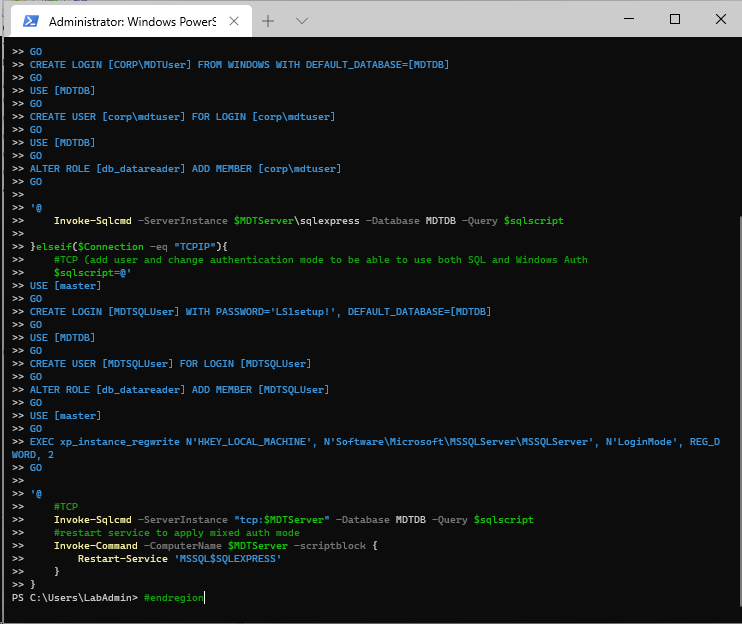 Administrator: Windows PowerS
>> GO
>> CREATE LOGIN [CORP\MDTUser] FROM WINDOWS WITH DEFAULT_DATABASE=[MDTDB]
>> GO
>> USE [MDTDB]
>> GO
>> CREATE USER [corp\mdtuser] FOR LOGIN [corp\mdtuser]
>> GO
>> USE [MDTDB]
>> GO
>> ALTER ROLE [db_datareader] ADD MEMBER [corp\mdtuser]
>> GO
>>
>> '@
>>     Invoke-Sqlcmd -ServerInstance $MDTServer\sqlexpress -Database MDTDB -Query $sqlscript
>>
>> }elseif($Connection -eq "TCPIP"){
>>     #TCP (add user and change authentication mode to be able to use both SQL and Windows Auth
>>     $sqlscript=@'
>> USE [master]
>> GO
>> CREATE LOGIN [MDTSQLUser] WITH PASSWORD='LS1setup!', DEFAULT_DATABASE=[MDTDB]
>> GO
>> USE [MDTDB]
>> GO
>> CREATE USER [MDTSQLUser] FOR LOGIN [MDTSQLUser]
>> GO
>> ALTER ROLE [db_datareader] ADD MEMBER [MDTSQLUser]
>> GO
>> USE [master]
>> GO
>> EXEC xp_instance_regwrite N'HKEY_LOCAL_MACHINE', N'Software\Microsoft\MSSQLServer\MSSQLServer', N'LoginMode', REG_D
WORD, 2
>> GO
>>
>> '@
>>     #TCP
>>     Invoke-Sqlcmd -ServerInstance "tcp:$MDTServer" -Database MDTDB -Query $sqlscript
>>     #restart service to apply mixed auth mode
>>     Invoke-Command -ComputerName $MDTServer -scriptblock {
>>         Restart-Service 'MSSQL$SQLEXPRESS'
>>     }
>> }
PS C:\Users\LabAdmin> #endregion